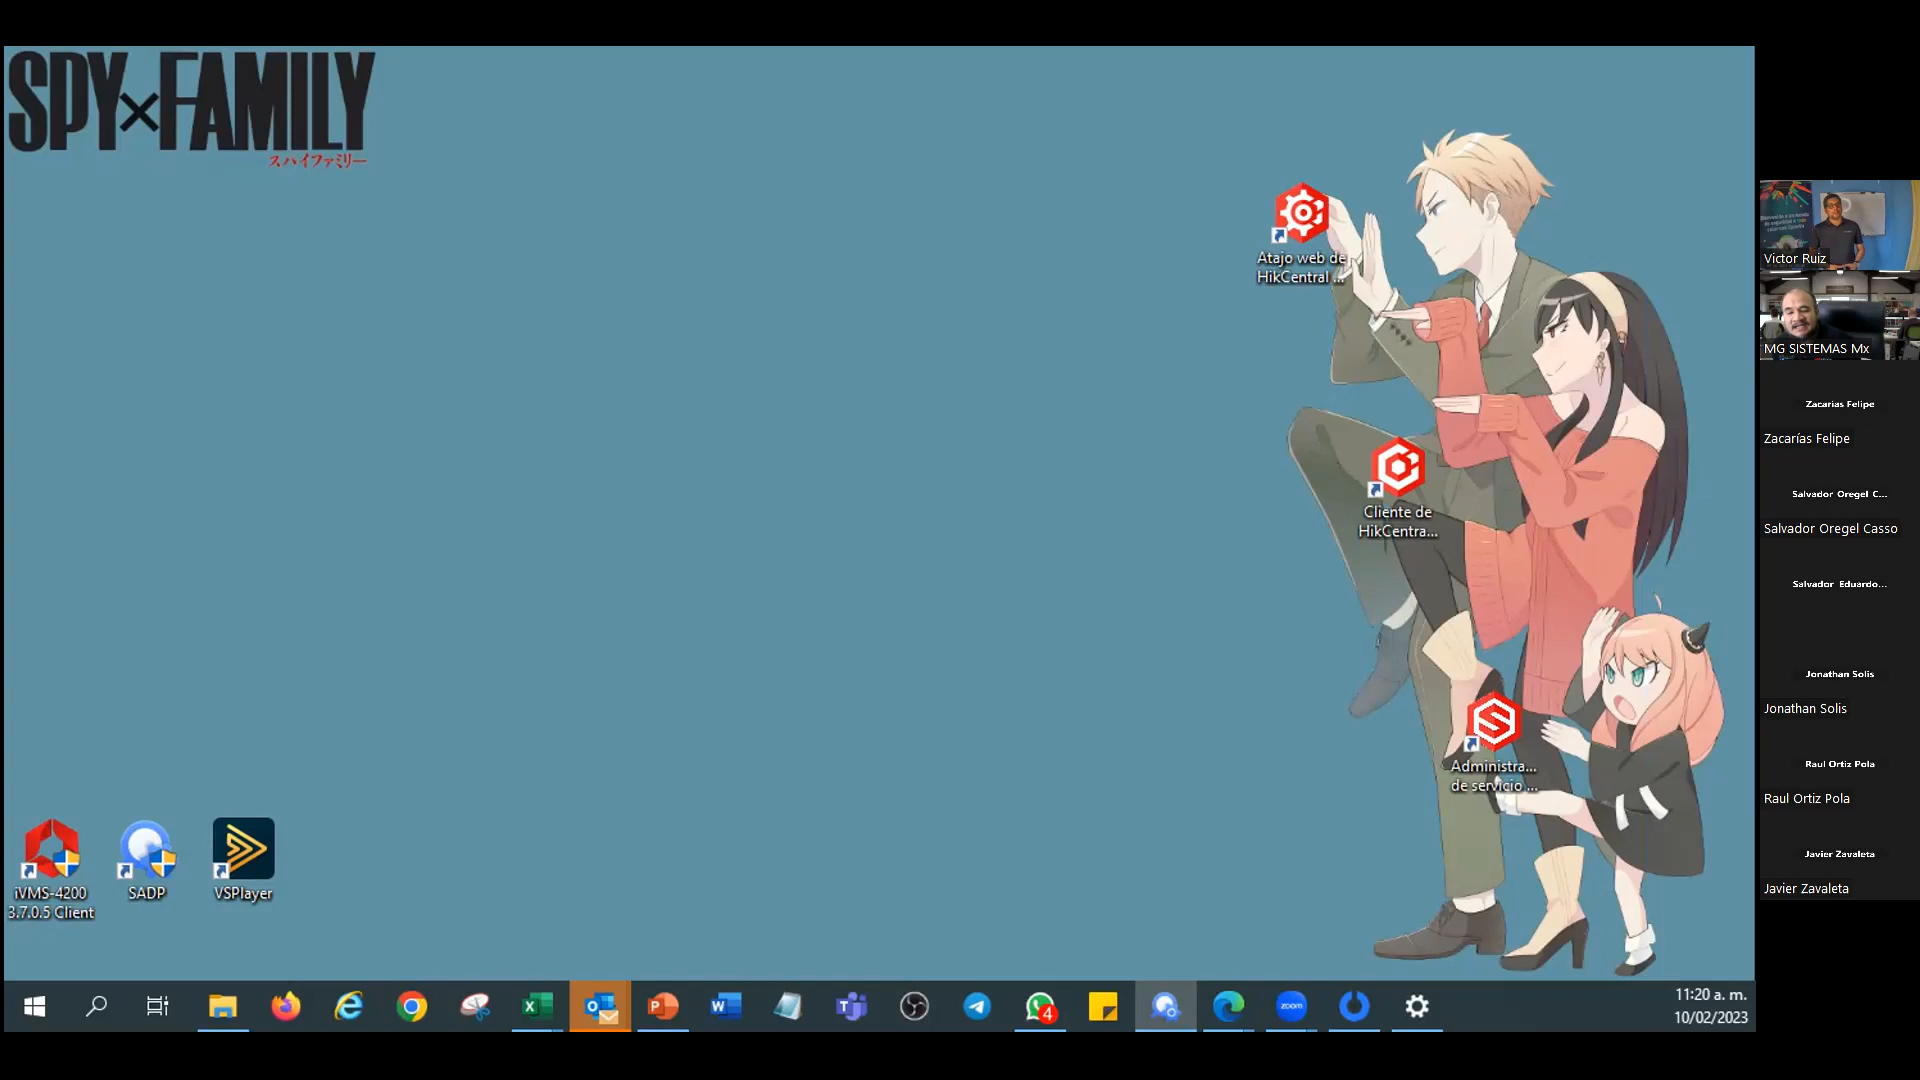 SPY×FAMILY
スパイファミリー
Atajo web de
HikCentral ...
Cliente de
HikCentra...
Administra...
de servicio ...
iVMS-4200
3.7.0.5 Client
SADP
VSPlayer
zoom
4
11:20 a. m.
10/02/2023
Victor Ruiz
MG SISTEMAS Mx
Zacarias Felipe
Zacarías Felipe
Salvador Oregel C...
Salvador Oregel Casso
Salvador Eduardo...
Jonathan Solis
Jonathan Solis
Raul Ortiz Pola
Raul Ortiz Pola
Javier Zavaleta
Javier Zavaleta